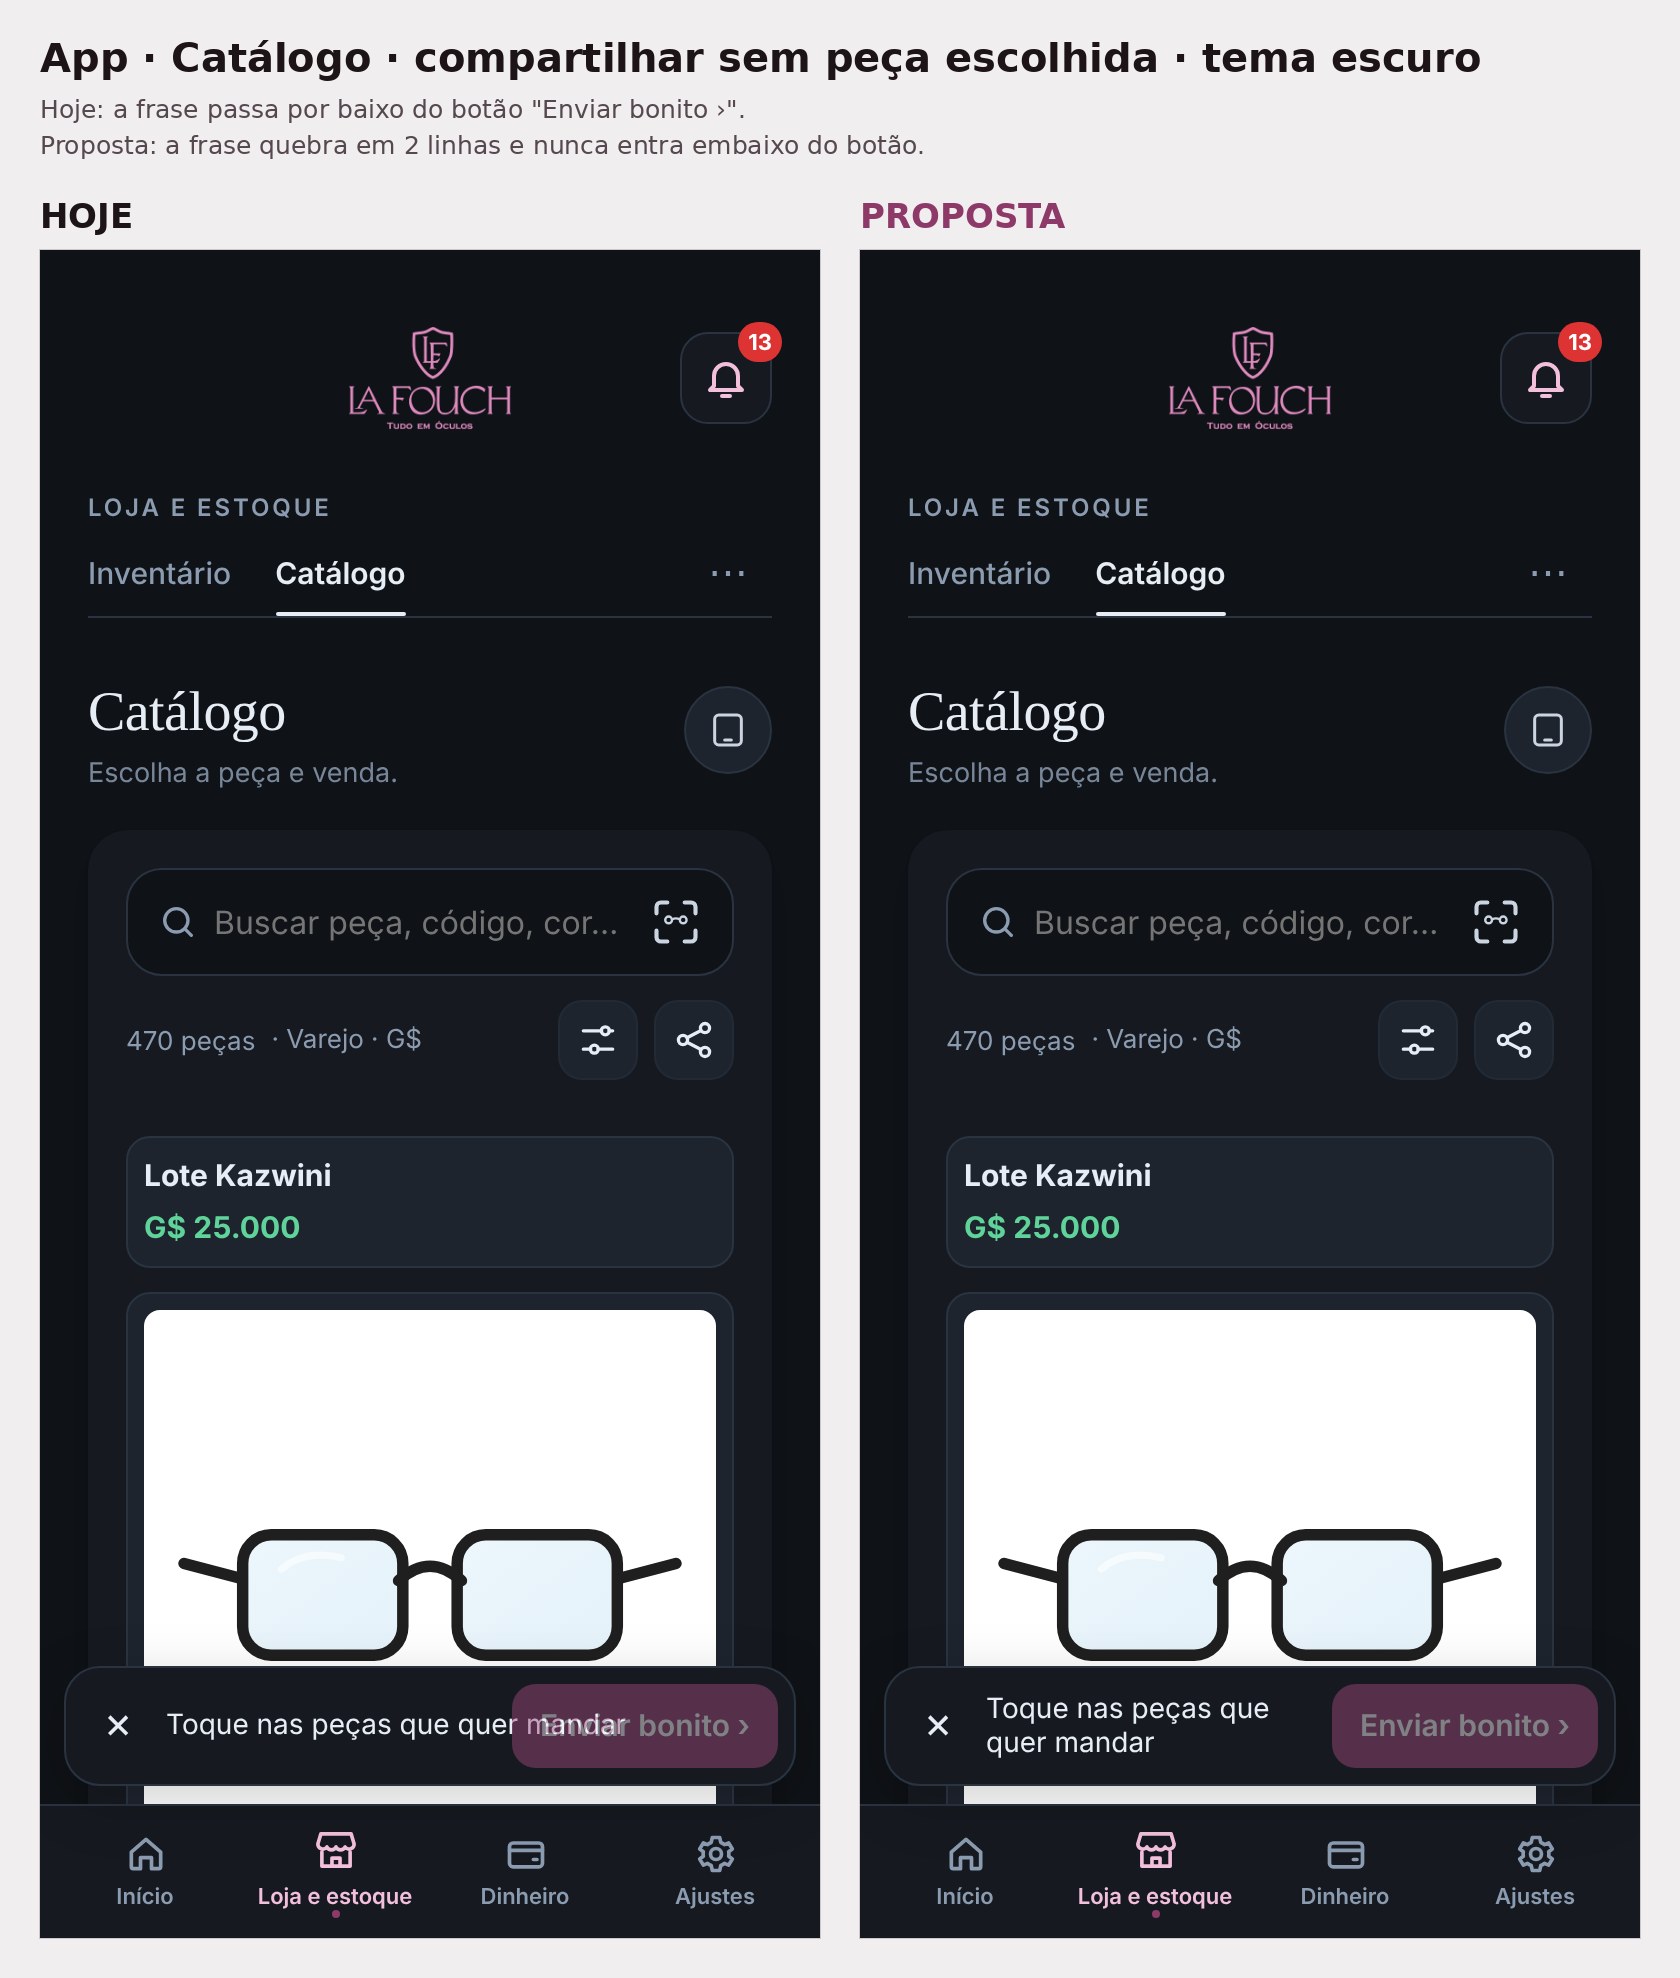 App · Catálogo · compartilhar sem peça escolhida · tema escuro
Hoje: a frase passa por baixo do botão "Enviar bonito ›".
Proposta: a frase quebra em 2 linhas e nunca entra embaixo do botão.
HOJE
LF
LA FOUCH
TUDO EM ÓCULOS
13
LOJA E ESTOQUE
Inventário Catálogo ···
Catálogo
Escolha a peça e venda.
Buscar peça, código, cor...
470 peças · Varejo · G$
Lote Kazwini
G$ 25.000
Toque nas peças que quer mandar
Enviar bonito ›
Início Loja e estoque Dinheiro Ajustes
PROPOSTA
LF
LA FOUCH
TUDO EM ÓCULOS
13
LOJA E ESTOQUE
Inventário Catálogo ···
Catálogo
Escolha a peça e venda.
Buscar peça, código, cor...
470 peças · Varejo · G$
Lote Kazwini
G$ 25.000
Toque nas peças que
quer mandar
Enviar bonito ›
Início Loja e estoque Dinheiro Ajustes